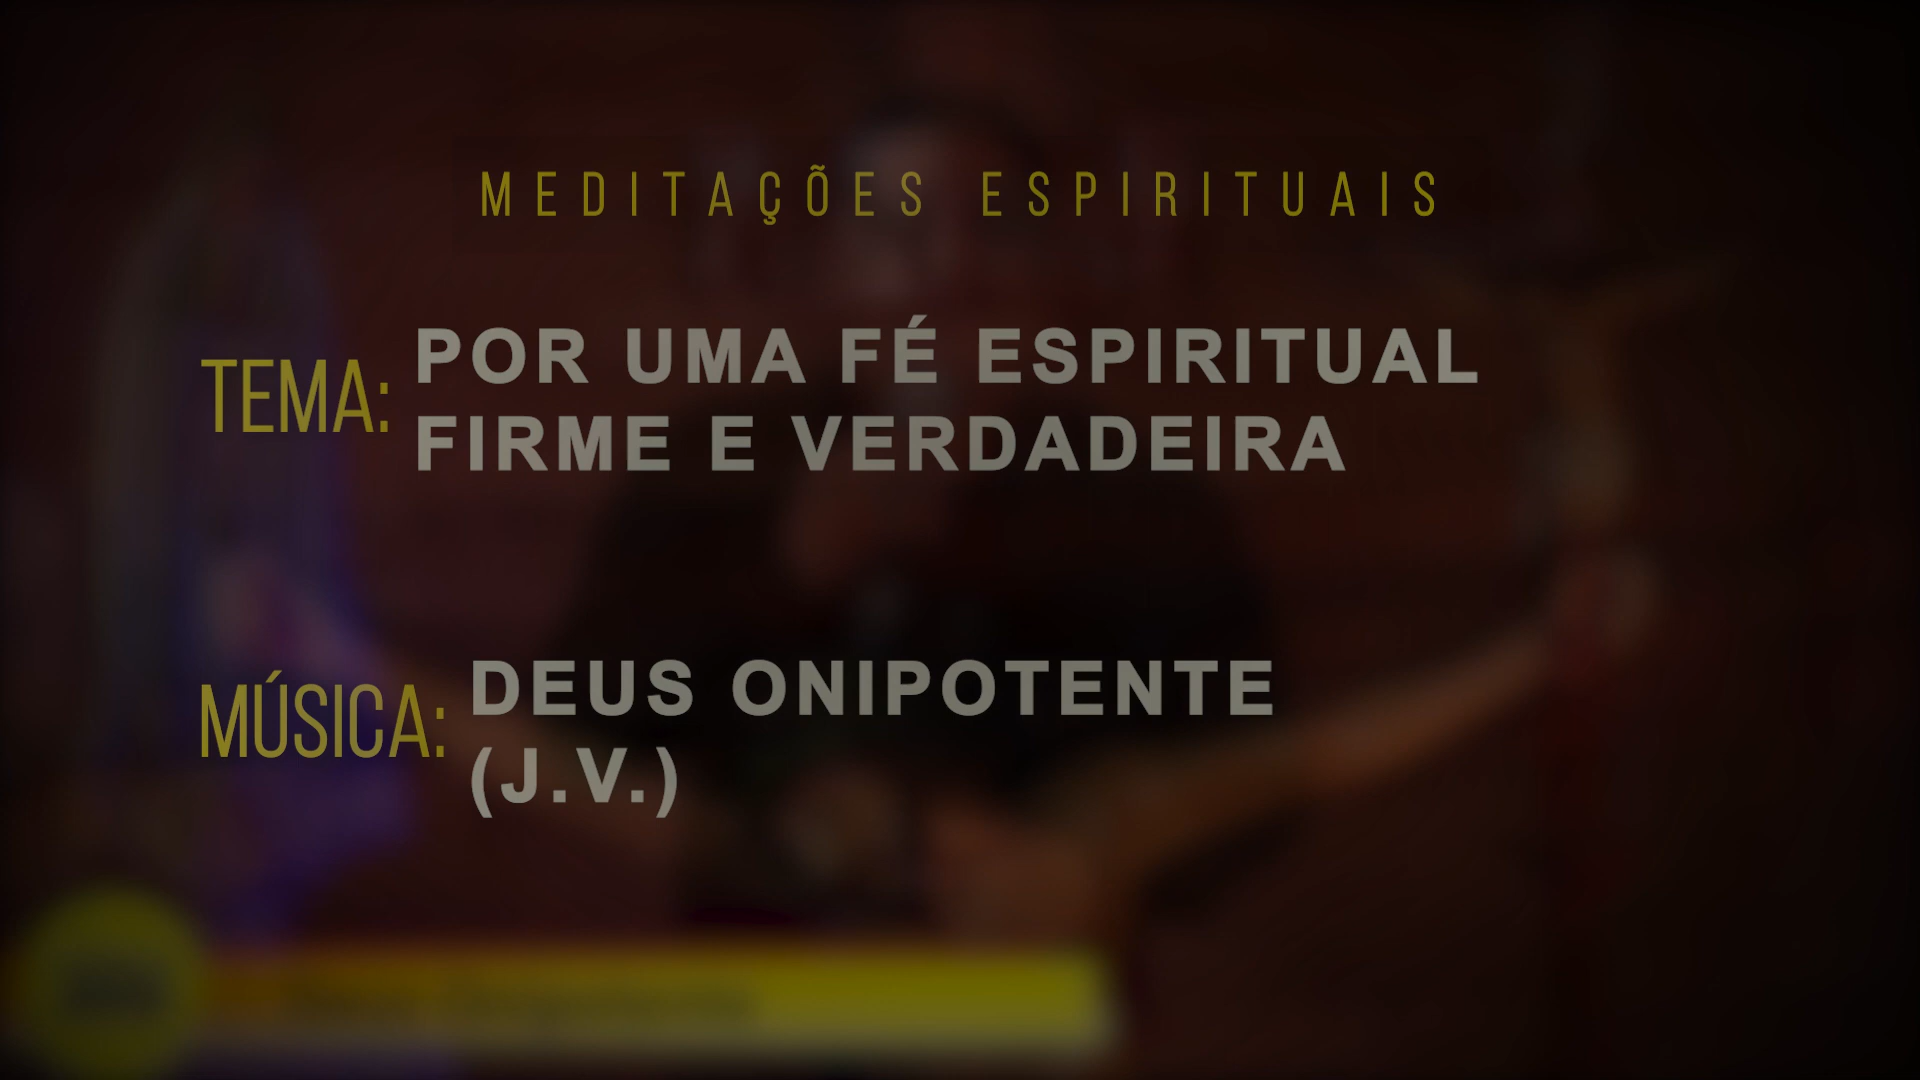 MEDITAÇÕES ESPIRITUAIS
TEMA: POR UMA FÉ ESPIRITUAL
FIRME E VERDADEIRA
MÚSICA: DEUS ONIPOTENTE
(J.V.)